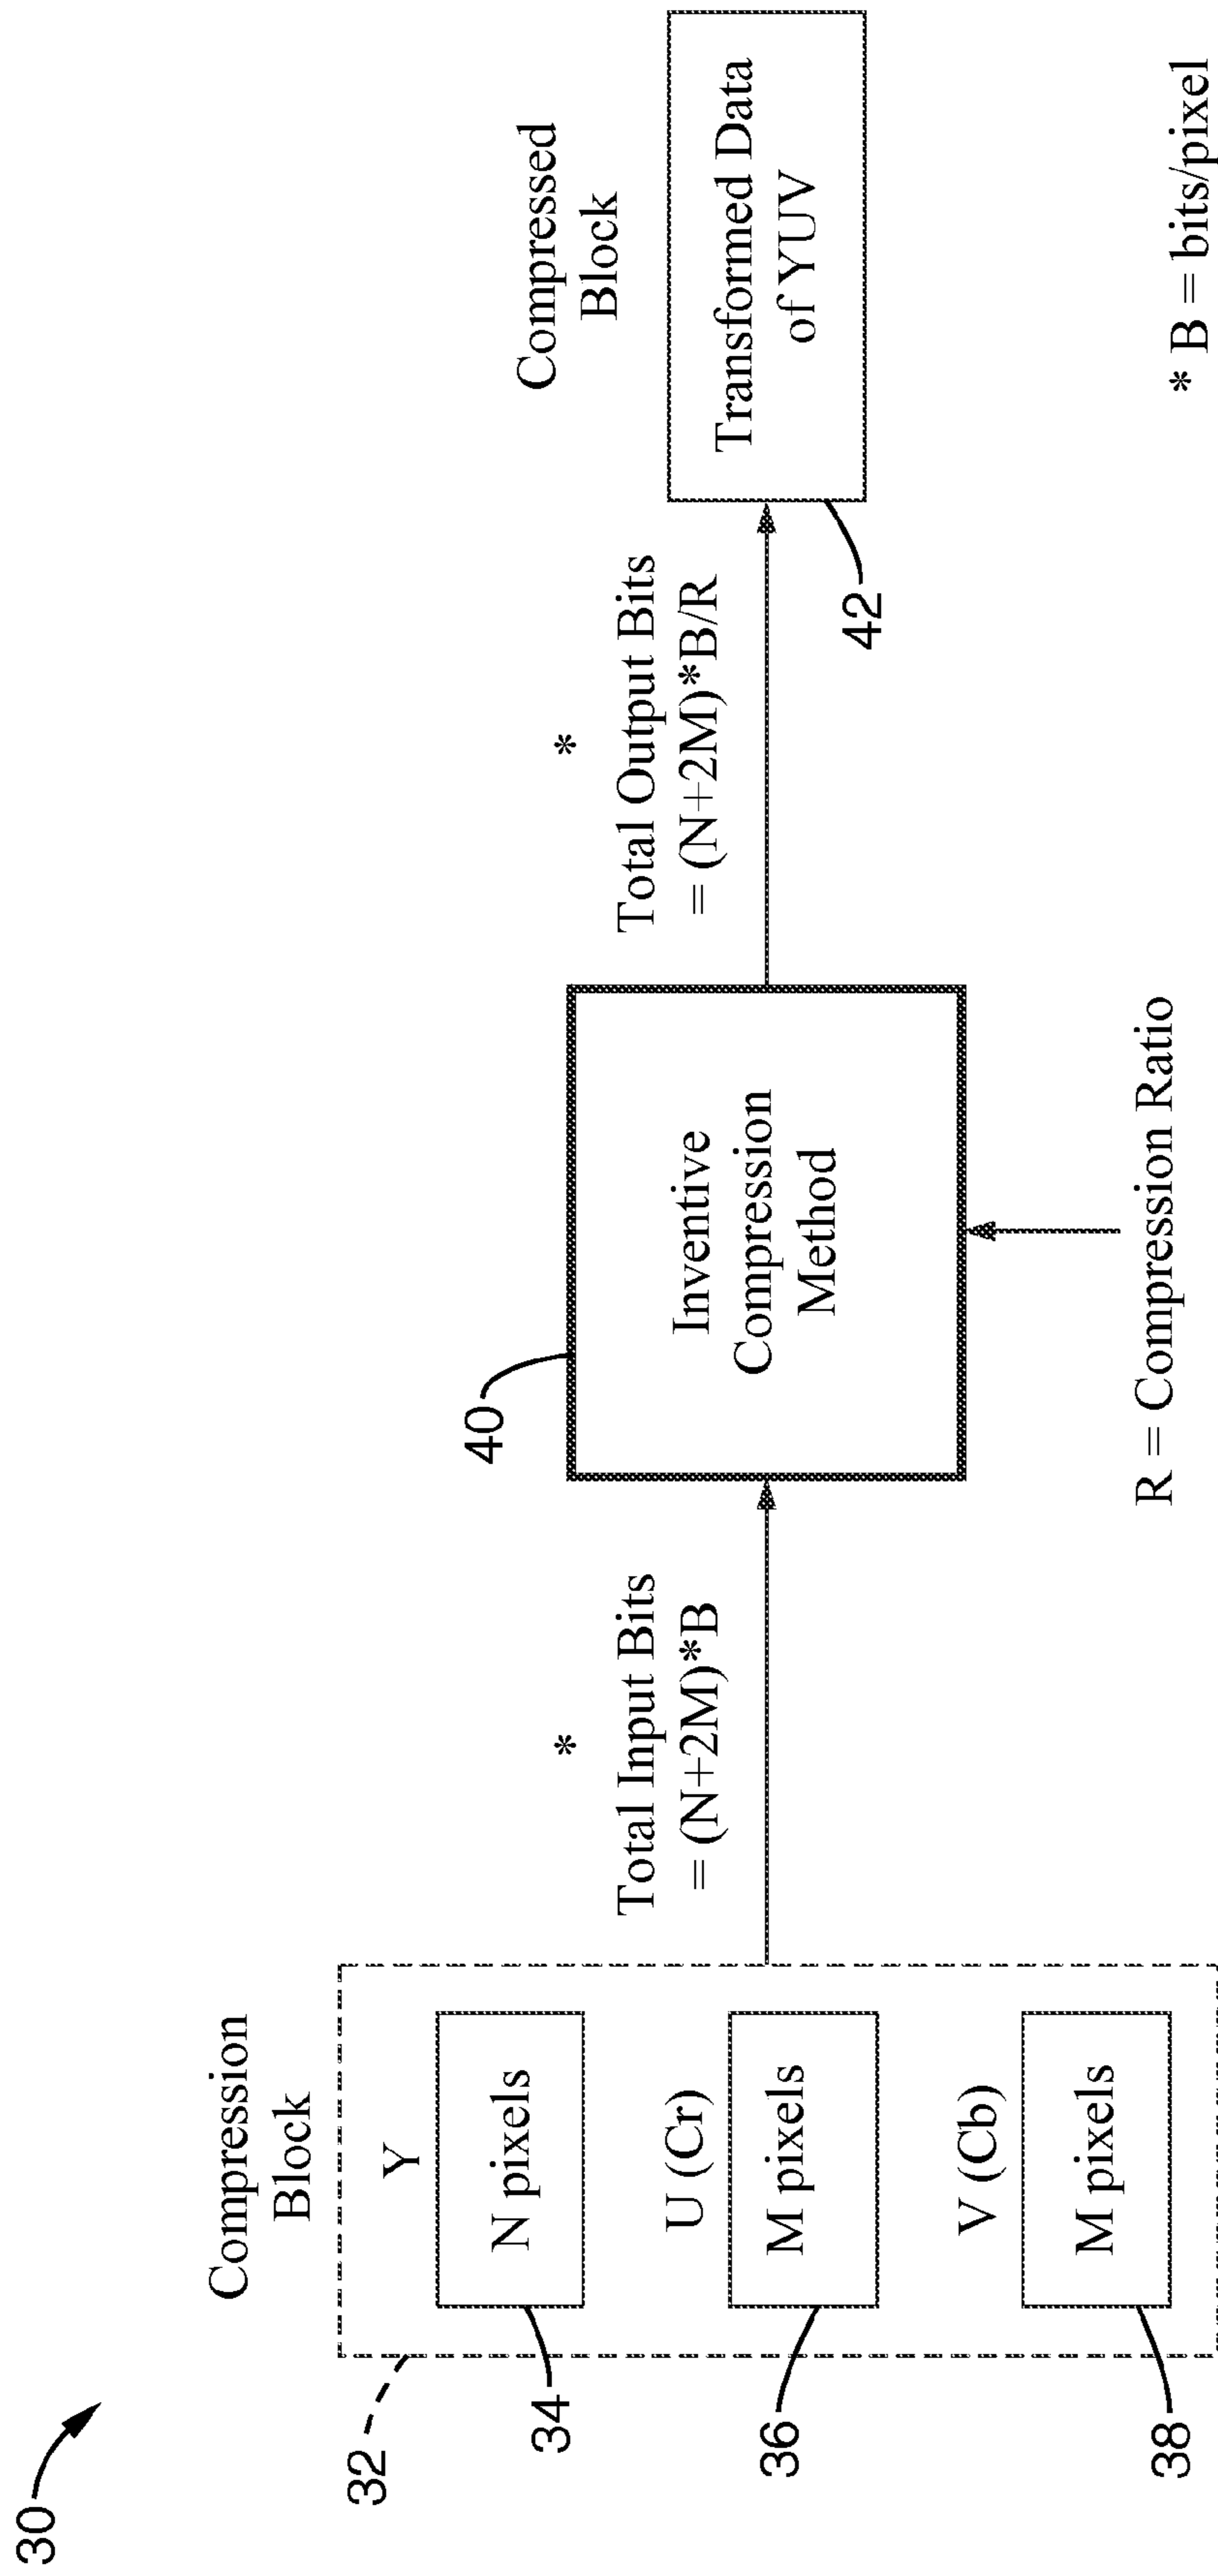 30
Compression
Block
32
Y
N pixels
34
U (Cr)
M pixels
36
V (Cb)
M pixels
38
*
Total Input Bits
= (N+2M)*B
40
Inventive
Compression
Method
R = Compression Ratio
*
Total Output Bits
= (N+2M)*B/R
Compressed
Block
Transformed Data
of YUV
42
* B = bits/pixel